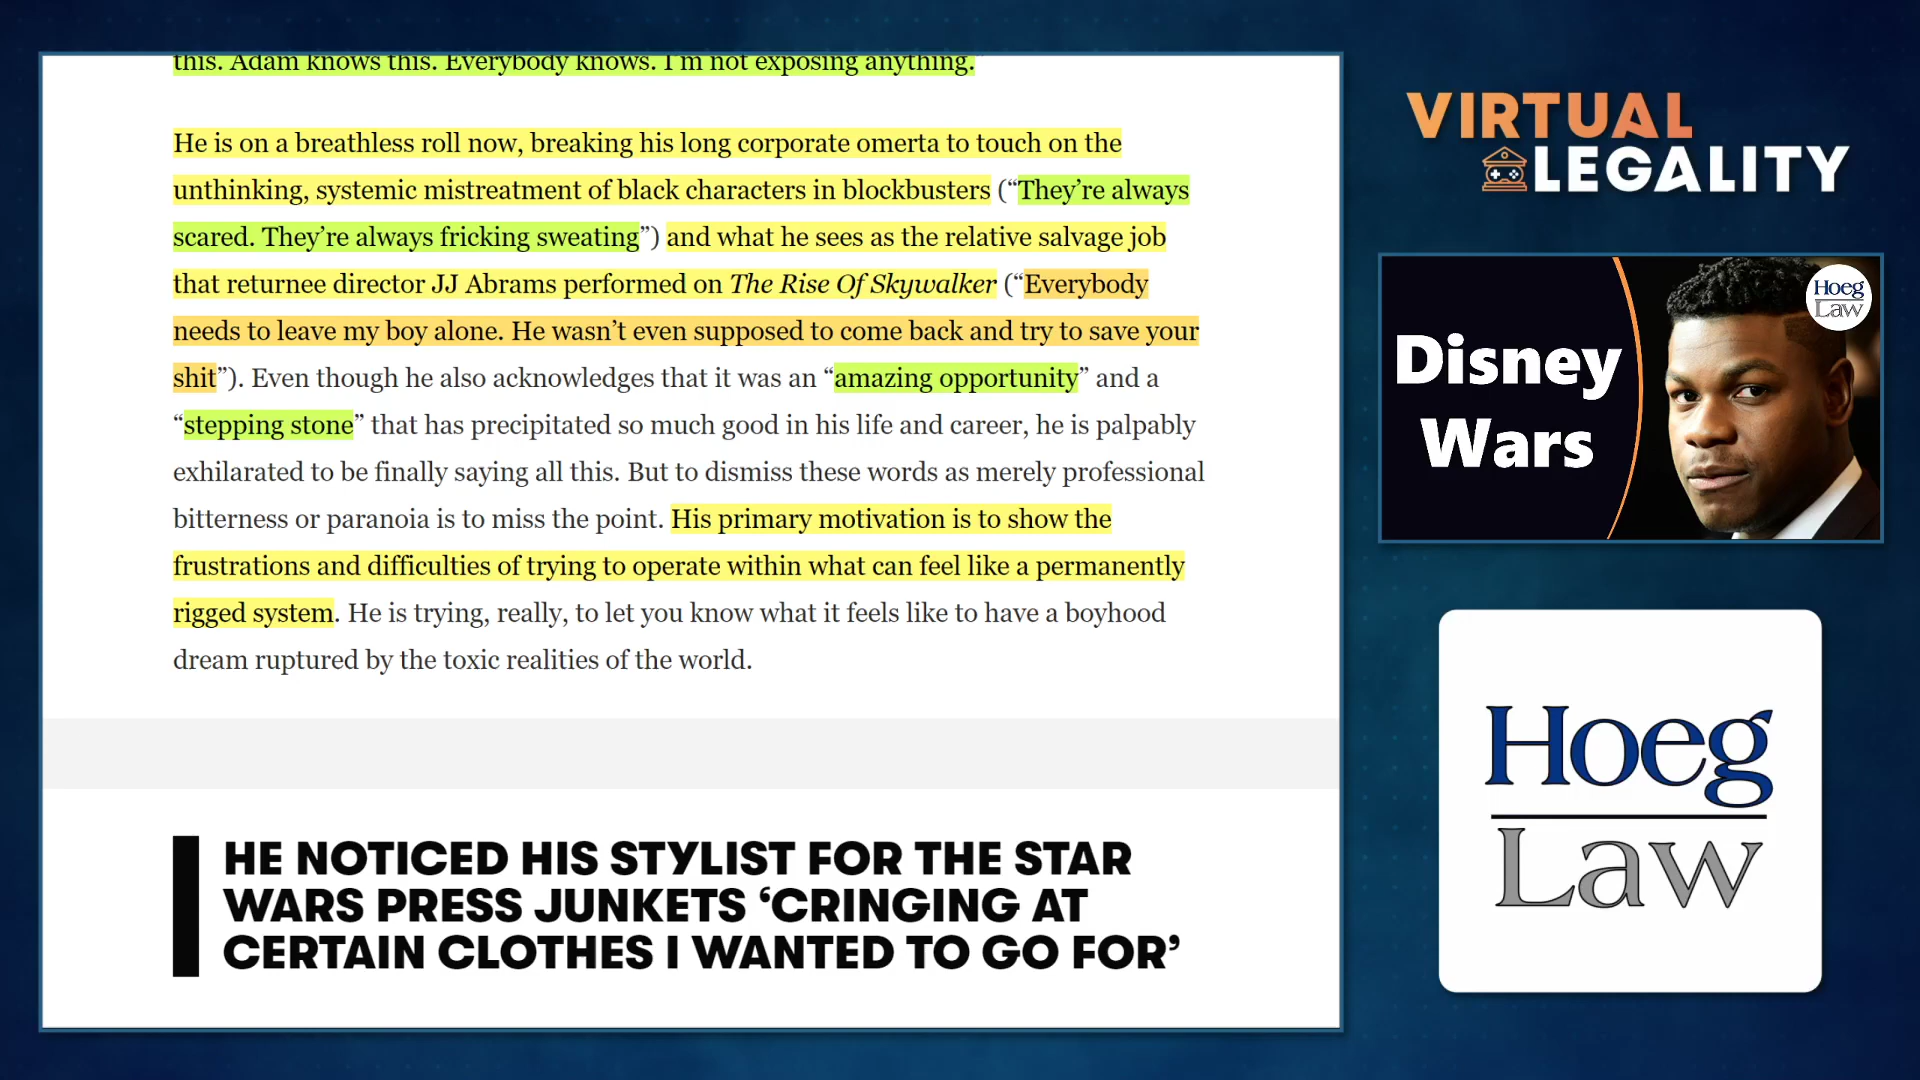 this. Adam knows this. Everybody knows. I’m not exposing anything.”
He is on a breathless roll now, breaking his long corporate omerta to touch on the
unthinking, systemic mistreatment of black characters in blockbusters (“They’re always
scared. They’re always fricking sweating”) and what he sees as the relative salvage job
that returnee director JJ Abrams performed on The Rise Of Skywalker (“Everybody
needs to leave my boy alone. He wasn’t even supposed to come back and try to save your
shit”). Even though he also acknowledges that it was an “amazing opportunity” and a
“stepping stone” that has precipitated so much good in his life and career, he is palpably
exhilarated to be finally saying all this. But to dismiss these words as merely professional
bitterness or paranoia is to miss the point. His primary motivation is to show the
frustrations and difficulties of trying to operate within what can feel like a permanently
rigged system. He is trying, really, to let you know what it feels like to have a boyhood
dream ruptured by the toxic realities of the world.
HE NOTICED HIS STYLIST FOR THE STAR
WARS PRESS JUNKETS ‘CRINGING AT
CERTAIN CLOTHES I WANTED TO GO FOR’
VIRTUAL
LEGALITY
Disney
Wars
Hoeg
Law
Hoeg
Law